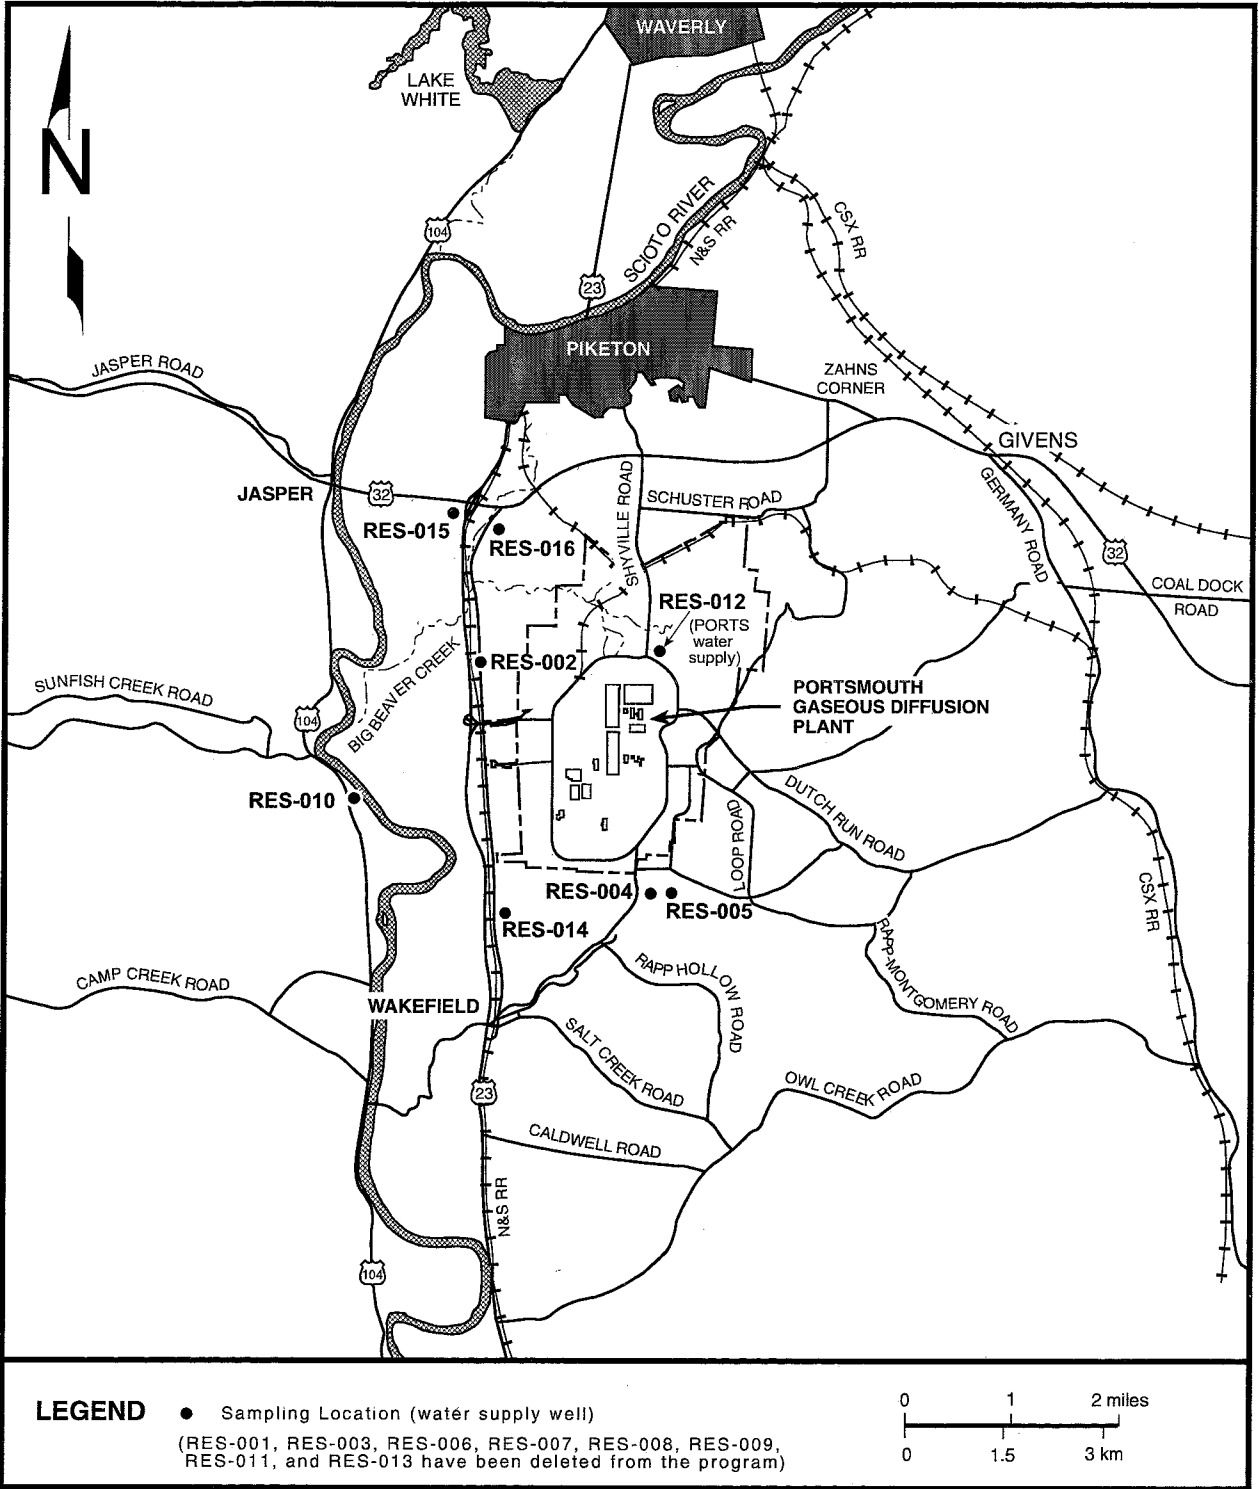 WAVERLY
LAKE
WHITE
N
104
SCIOTO RIVER
N&S RR
CSX RR
23
PIKETON
JASPER ROAD
ZAHNS
CORNER
GIVENS
JASPER
32
SHYVILLE ROAD
SCHUSTER ROAD
GERMANY ROAD
RES-015
RES-016
32
COAL DOCK
ROAD
RES-012
(PORTS
water
supply)
BIG BEAVER CREEK
RES-002
SUNFISH CREEK ROAD
104
PORTSMOUTH
GASEOUS DIFFUSION
PLANT
RES-010
DUTCH RUN ROAD
LOOP ROAD
RES-004
RES-005
RES-014
CSX RR
RAPP-MONTGOMERY ROAD
RAPP HOLLOW ROAD
CAMP CREEK ROAD
WAKEFIELD
SALT CREEK ROAD
OWL CREEK ROAD
23
CALDWELL ROAD
N&S RR
104
LEGEND
Sampling Location (water supply well)
(RES-001, RES-003, RES-006, RES-007, RES-008, RES-009,
RES-011, and RES-013 have been deleted from the program)
0 1 2 miles
0 1.5 3 km